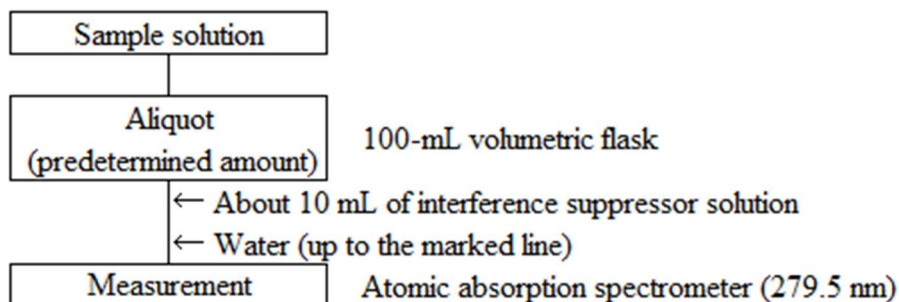 Sample solution
Aliquot
(predetermined amount)
100-mL volumetric flask
← About 10 mL of interference suppressor solution
← Water (up to the marked line)
Measurement
Atomic absorption spectrometer (279.5 nm)